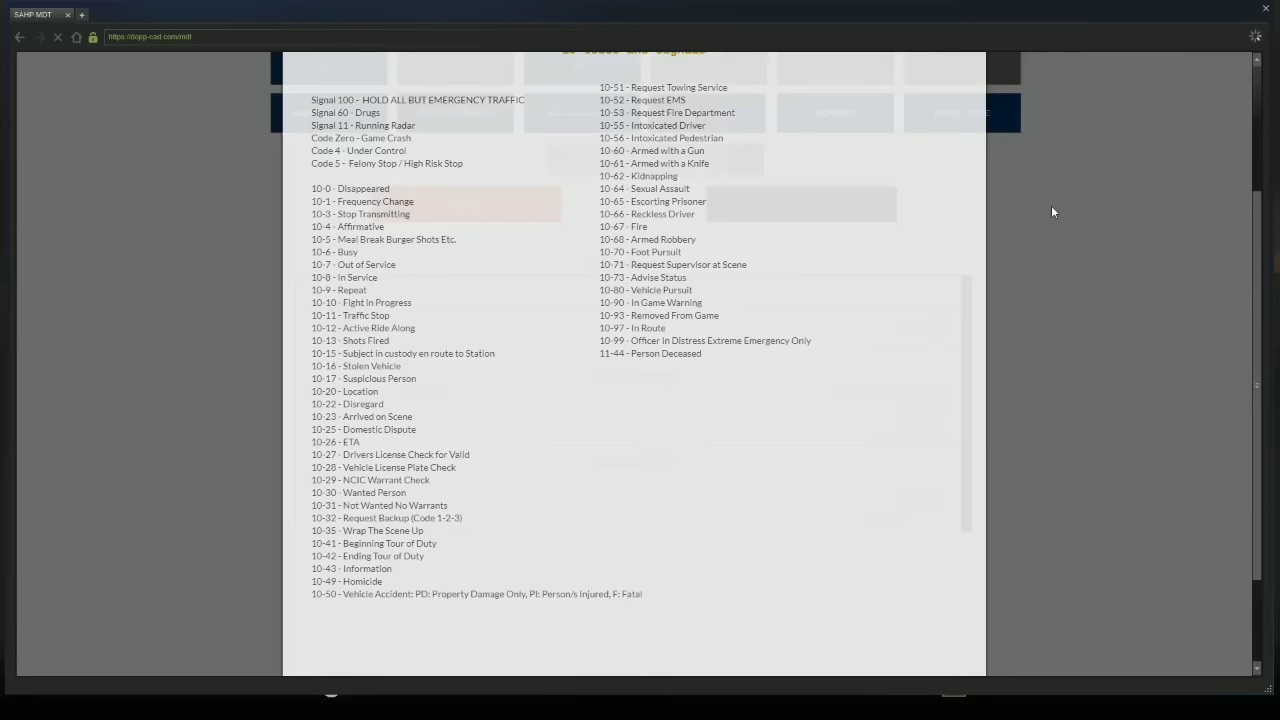 SAHP MDT
https://dojrp-cad.com/mdt
Signal 100 - HOLD ALL BUT EMERGENCY TRAFFIC
Signal 60 - Drugs
Signal 11 - Running Radar
Code Zero - Game Crash
Code 4 - Under Control
Code 5 - Felony Stop / High Risk Stop
10-0 - Disappeared
10-1 - Frequency Change
10-3 - Stop Transmitting
10-4 - Affirmative
10-5 - Meal Break Burger Shots Etc.
10-6 - Busy
10-7 - Out of Service
10-8 - In Service
10-9 - Repeat
10-10 - Fight in Progress
10-11 - Traffic Stop
10-12 - Active Ride Along
10-13 - Shots Fired
10-15 - Subject in custody en route to Station
10-16 - Stolen Vehicle
10-17 - Suspicious Person
10-20 - Location
10-22 - Disregard
10-23 - Arrived on Scene
10-25 - Domestic Dispute
10-26 - ETA
10-27 - Drivers License Check for Valid
10-28 - Vehicle License Plate Check
10-29 - NCIC Warrant Check
10-30 - Wanted Person
10-31 - Not Wanted No Warrants
10-32 - Request Backup (Code 1-2-3)
10-35 - Wrap The Scene Up
10-41 - Beginning Tour of Duty
10-42 - Ending Tour of Duty
10-43 - Information
10-49 - Homicide
10-50 - Vehicle Accident: PD: Property Damage Only, PI: Person/s Injured, F: Fatal
10-51 - Request Towing Service
10-52 - Request EMS
10-53 - Request Fire Department
10-55 - Intoxicated Driver
10-56 - Intoxicated Pedestrian
10-60 - Armed with a Gun
10-61 - Armed with a Knife
10-62 - Kidnapping
10-64 - Sexual Assault
10-65 - Escorting Prisoner
10-66 - Reckless Driver
10-67 - Fire
10-68 - Armed Robbery
10-70 - Foot Pursuit
10-71 - Request Supervisor at Scene
10-73 - Advise Status
10-80 - Vehicle Pursuit
10-90 - In Game Warning
10-93 - Removed From Game
10-97 - In Route
10-99 - Officer In Distress Extreme Emergency Only
11-44 - Person Deceased